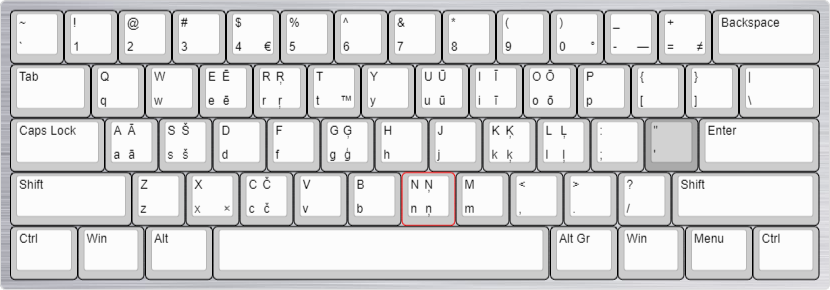 ~ ! @ # $ % ^ & * ( ) _ + Backspace
` 1 2 3 4 € 5 6 7 8 9 0 ° - — = ≠
Tab Q W E Ē R Ŗ T Y U Ū I Ī O Ō P { } |
q w e ē r ŗ t ™ y u ū i ī o ō p [ ] \
Caps Lock A Ā S Š D F G Ģ H J K Ķ L Ļ : " Enter
a ā s š d f g ģ h j k ķ l ļ ; '
Shift Z X C Č V B N Ņ M < > ? Shift
z x × c č v b n ņ m , . /
Ctrl Win Alt Alt Gr Win Menu Ctrl